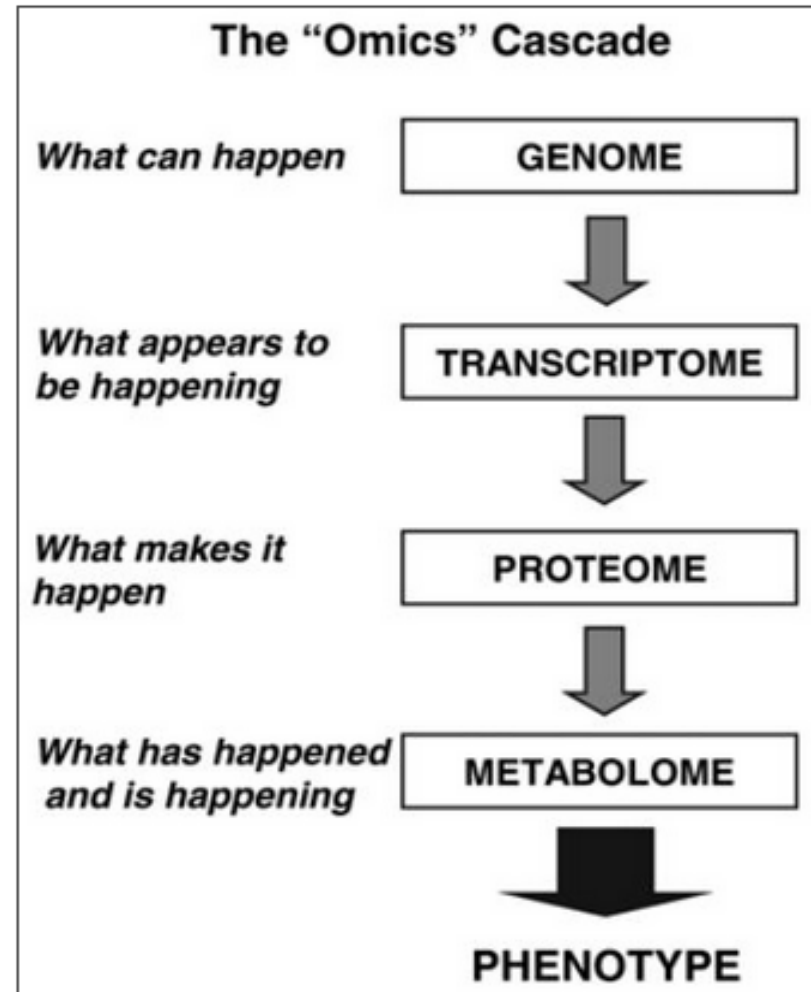 The “Omics” Cascade
What can happen
GENOME
What appears to
be happening
TRANSCRIPTOME
What makes it
happen
PROTEOME
What has happened
and is happening
METABOLOME
PHENOTYPE